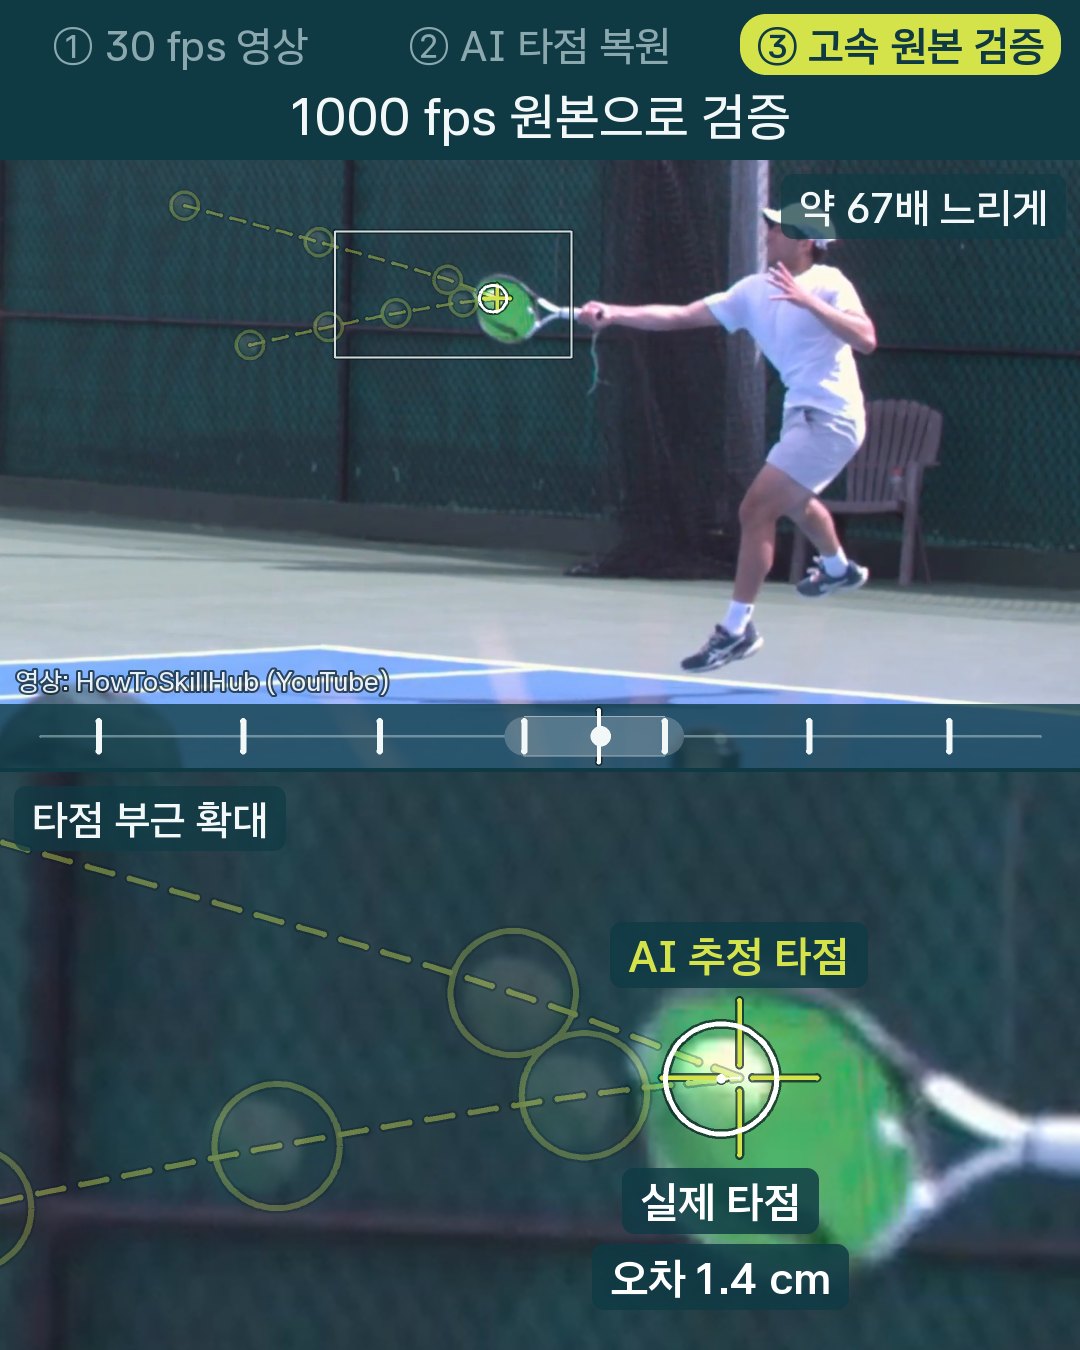 ① 30 fps 영상
② AI 타점 복원
③ 고속 원본 검증
1000 fps 원본으로 검증
약 67배 느리게
영상: HowToSkillHub (YouTube)
타점 부근 확대
AI 추정 타점
실제 타점
오차 1.4 cm